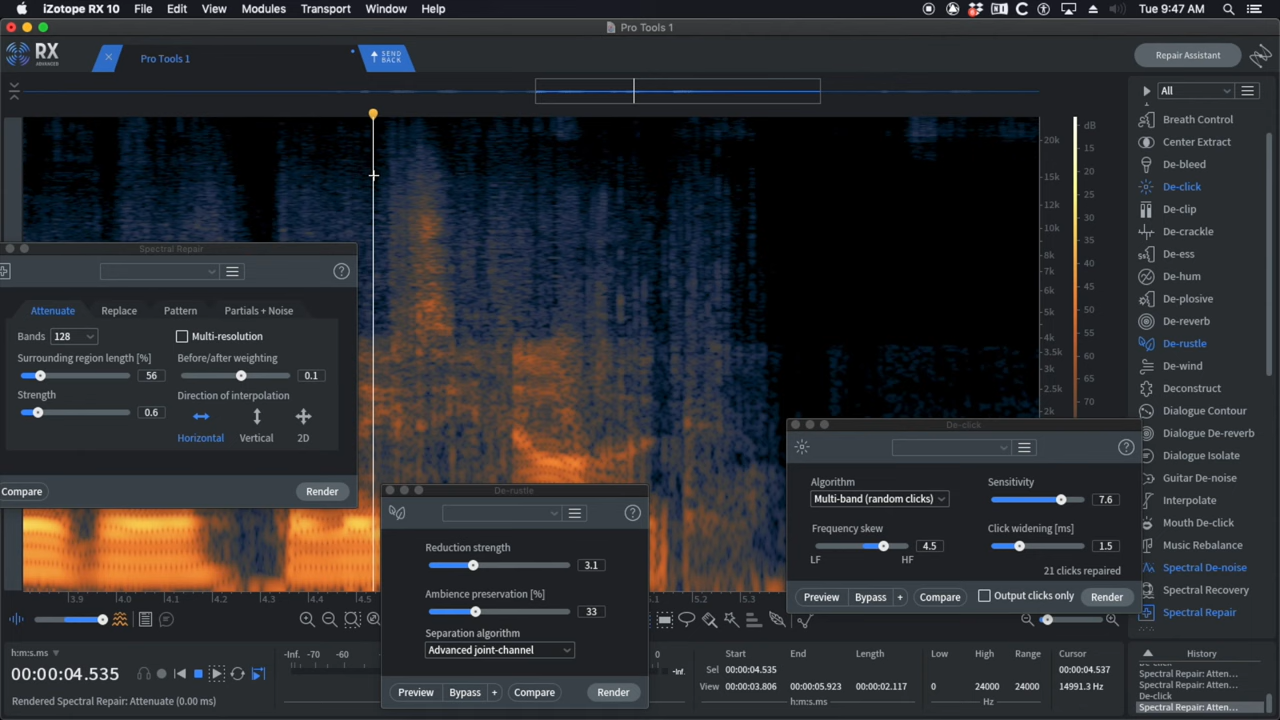 iZotope RX 10 File Edit View Modules Transport Window Help
Tue 9:47 AM
Pro Tools 1
RX
ADVANCED
Pro Tools 1
SEND
BACK
Repair Assistant
All
dB
15
20
25
30
35
40
45
50
55
60
65
70
20k
15k
12k
10k
8k
7k
6k
5k
4k
3.5k
3k
2.5k
2k
Breath Control
Center Extract
De-bleed
De-click
De-clip
De-crackle
De-ess
De-hum
De-plosive
De-reverb
De-rustle
De-wind
Deconstruct
Dialogue Contour
Dialogue De-reverb
Dialogue Isolate
Guitar De-noise
Interpolate
Mouth De-click
Music Rebalance
Spectral De-noise
Spectral Recovery
Spectral Repair
Spectral Repair
?
Attenuate Replace Pattern Partials + Noise
Bands 128
Multi-resolution
Surrounding region length [%]
56
Before/after weighting
0.1
Strength
0.6
Direction of interpolation
Horizontal Vertical 2D
Compare
Render
De-rustle
?
Reduction strength
3.1
Ambience preservation [%]
33
Separation algorithm
Advanced joint-channel
Preview Bypass + Compare Render
De-click
?
Algorithm
Multi-band (random clicks)
Sensitivity
7.6
Frequency skew
4.5
LF HF
Click widening [ms]
1.5
21 clicks repaired
Preview Bypass + Compare Output clicks only Render
3.9 4.0 4.1 4.2 4.3 4.4 4.5 5.1 5.2 5.3
h:m:s.ms
00:00:04.535
Rendered Spectral Repair: Attenuate (0.00 ms)
-Inf. -70 -60 0
-Inf.
Start End Length
Sel 00:00:04.535
View 00:00:03.806 00:00:05.923 00:00:02.117
h:m:s.ms
Low High Range
0 24000 24000
Hz
Cursor
00:00:04.537
14991.3 Hz
History
Spectral Repair: Atten...
Spectral Repair: Atten...
De-click
Spectral Repair: Atten...